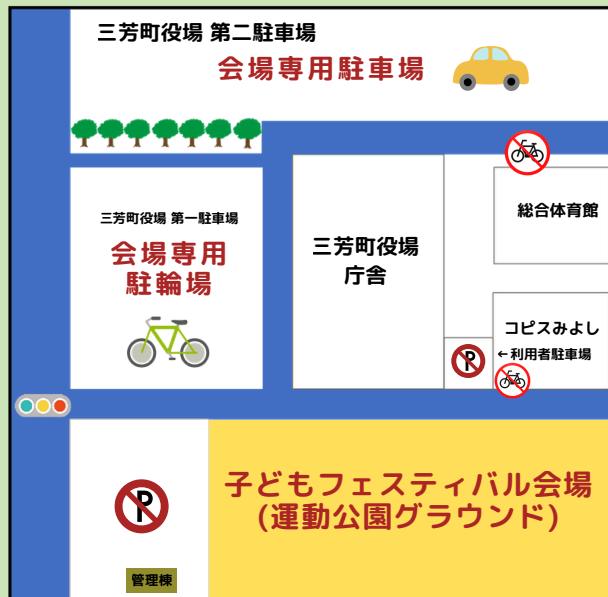 三芳町役場 第二駐車場
会場専用駐車場
三芳町役場 第一駐車場
会場専用
駐輪場
三芳町役場
庁舎
総合体育館
コピスみよし
←利用者駐車場
P
P
子どもフェスティバル会場
(運動公園グラウンド)
管理棟